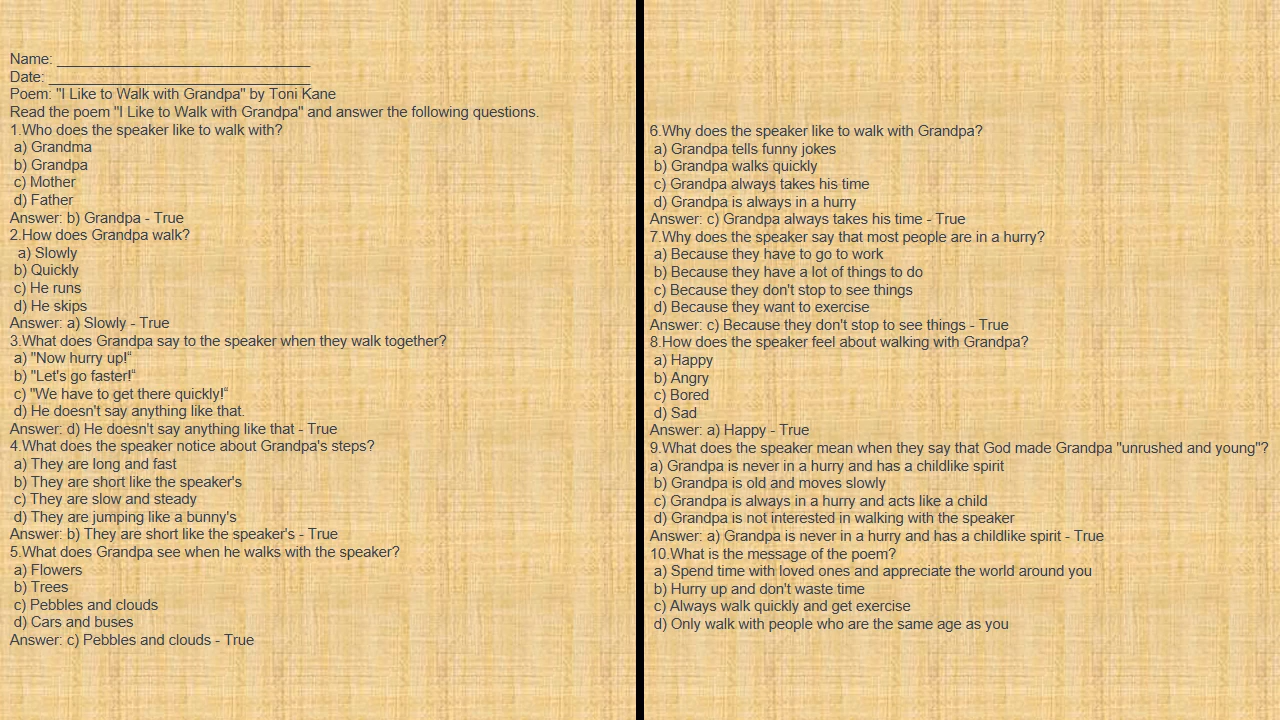 Name: _______________________________
Date: ________________________________
Poem: "I Like to Walk with Grandpa" by Toni Kane
Read the poem "I Like to Walk with Grandpa" and answer the following questions.
1.Who does the speaker like to walk with?
a) Grandma
b) Grandpa
c) Mother
d) Father
Answer: b) Grandpa - True
2.How does Grandpa walk?
a) Slowly
b) Quickly
c) He runs
d) He skips
Answer: a) Slowly - True
3.What does Grandpa say to the speaker when they walk together?
a) "Now hurry up!“
b) "Let's go faster!“
c) "We have to get there quickly!“
d) He doesn't say anything like that.
Answer: d) He doesn't say anything like that - True
4.What does the speaker notice about Grandpa's steps?
a) They are long and fast
b) They are short like the speaker's
c) They are slow and steady
d) They are jumping like a bunny's
Answer: b) They are short like the speaker's - True
5.What does Grandpa see when he walks with the speaker?
a) Flowers
b) Trees
c) Pebbles and clouds
d) Cars and buses
Answer: c) Pebbles and clouds - True
6.Why does the speaker like to walk with Grandpa?
a) Grandpa tells funny jokes
b) Grandpa walks quickly
c) Grandpa always takes his time
d) Grandpa is always in a hurry
Answer: c) Grandpa always takes his time - True
7.Why does the speaker say that most people are in a hurry?
a) Because they have to go to work
b) Because they have a lot of things to do
c) Because they don't stop to see things
d) Because they want to exercise
Answer: c) Because they don't stop to see things - True
8.How does the speaker feel about walking with Grandpa?
a) Happy
b) Angry
c) Bored
d) Sad
Answer: a) Happy - True
9.What does the speaker mean when they say that God made Grandpa "unrushed and young"?
a) Grandpa is never in a hurry and has a childlike spirit
b) Grandpa is old and moves slowly
c) Grandpa is always in a hurry and acts like a child
d) Grandpa is not interested in walking with the speaker
Answer: a) Grandpa is never in a hurry and has a childlike spirit - True
10.What is the message of the poem?
a) Spend time with loved ones and appreciate the world around you
b) Hurry up and don't waste time
c) Always walk quickly and get exercise
d) Only walk with people who are the same age as you